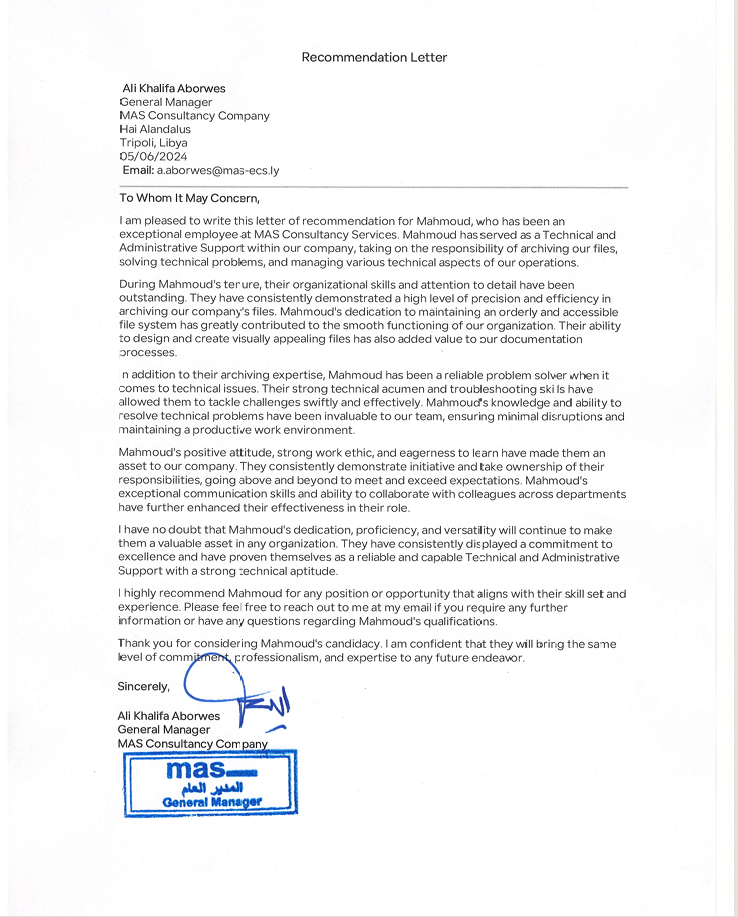 Recommendation Letter
Ali Khalifa Aborwes
General Manager
MAS Consultancy Company
Hai Alandalus
Tripoli, Libya
05/06/2024
Email: a.aborwes@mas-ecs.ly
To Whom It May Concern,
I am pleased to write this letter of recommendation for Mahmoud, who has been an
exceptional employee at MAS Consultancy Services. Mahmoud has served as a Technical and
Administrative Support within our company, taking on the responsibility of archiving our files,
solving technical problems, and managing various technical aspects of our operations.
During Mahmoud's tenure, their organizational skills and attention to detail have been
outstanding. They have consistently demonstrated a high level of precision and efficiency in
archiving our company's files. Mahmoud's dedication to maintaining an orderly and accessible
file system has greatly contributed to the smooth functioning of our organization. Their ability
to design and create visually appealing files has also added value to our documentation
processes.
In addition to their archiving expertise, Mahmoud has been a reliable problem solver when it
comes to technical issues. Their strong technical acumen and troubleshooting skills have
allowed them to tackle challenges swiftly and effectively. Mahmoud's knowledge and ability to
resolve technical problems have been invaluable to our team, ensuring minimal disruptions and
maintaining a productive work environment.
Mahmoud's positive attitude, strong work ethic, and eagerness to learn have made them an
asset to our company. They consistently demonstrate initiative and take ownership of their
responsibilities, going above and beyond to meet and exceed expectations. Mahmoud's
exceptional communication skills and ability to collaborate with colleagues across departments
have further enhanced their effectiveness in their role.
I have no doubt that Mahmoud's dedication, proficiency, and versatility will continue to make
them a valuable asset in any organization. They have consistently displayed a commitment to
excellence and have proven themselves as a reliable and capable Technical and Administrative
Support with a strong technical aptitude.
I highly recommend Mahmoud for any position or opportunity that aligns with their skill set and
experience. Please feel free to reach out to me at my email if you require any further
information or have any questions regarding Mahmoud's qualifications.
Thank you for considering Mahmoud's candidacy. I am confident that they will bring the same
level of commitment, professionalism, and expertise to any future endeavor.
Sincerely,
Ali Khalifa Aborwes
General Manager
MAS Consultancy Company
mas
المدير العام
General Manager